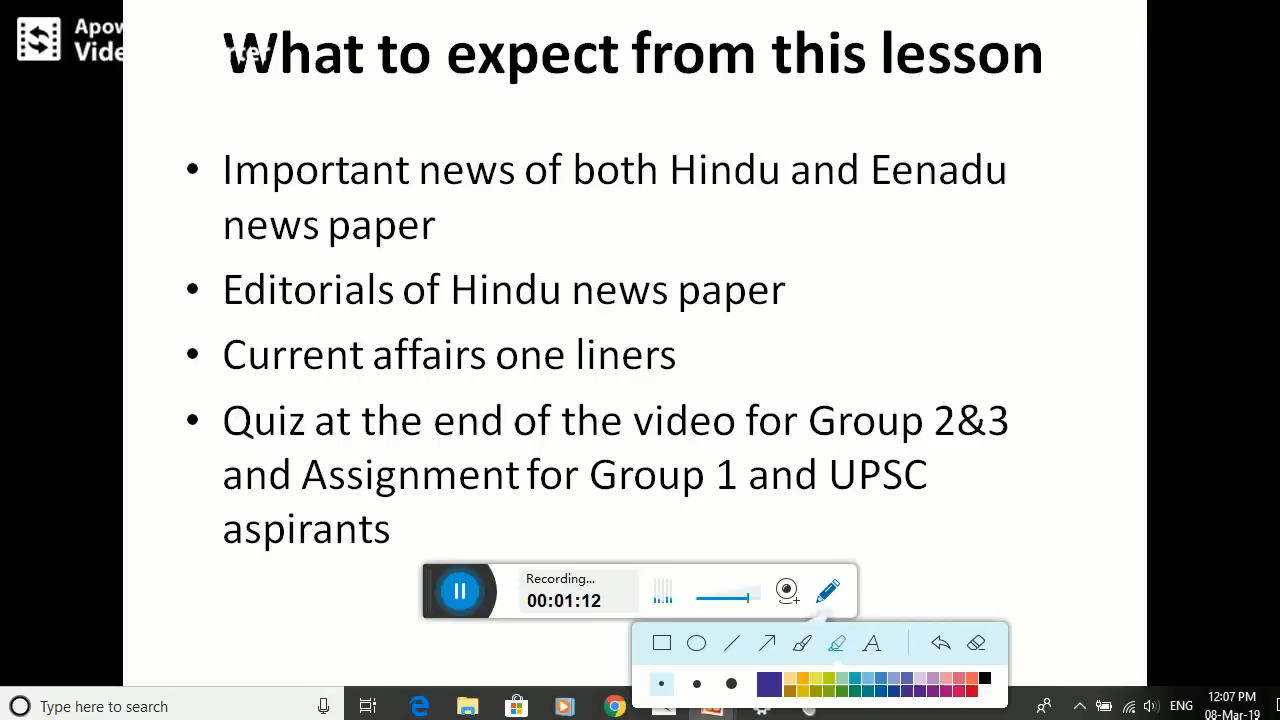 Apow
Vide rter
What to expect from this lesson
• Important news of both Hindu and Eenadu
news paper
• Editorials of Hindu news paper
• Current affairs one liners
• Quiz at the end of the video for Group 2&3
and Assignment for Group 1 and UPSC
aspirants
Recording...
00:01:12
A
Type here to search
ENG
12:07 PM
08-Mar-19